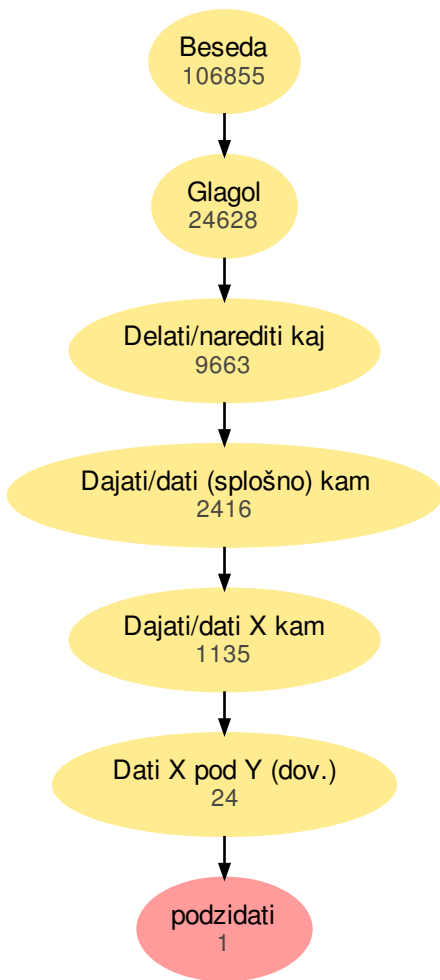 Beseda
106855
Glagol
24628
Delati/narediti kaj
9663
Dajati/dati (splošno) kam
2416
Dajati/dati X kam
1135
Dati X pod Y (dov.)
24
podzidati
1